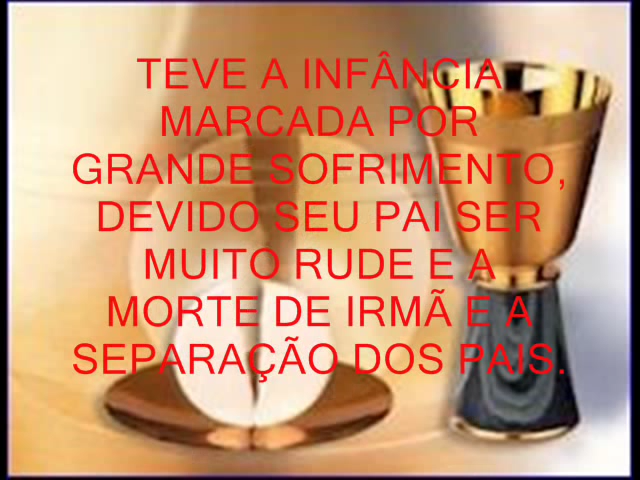 TEVE A INFÂNCIA
MARCADA POR
GRANDE SOFRIMENTO,
DEVIDO SEU PAI SER
MUITO RUDE E A
MORTE DE IRMÃ E A
SEPARAÇÃO DOS PAIS.